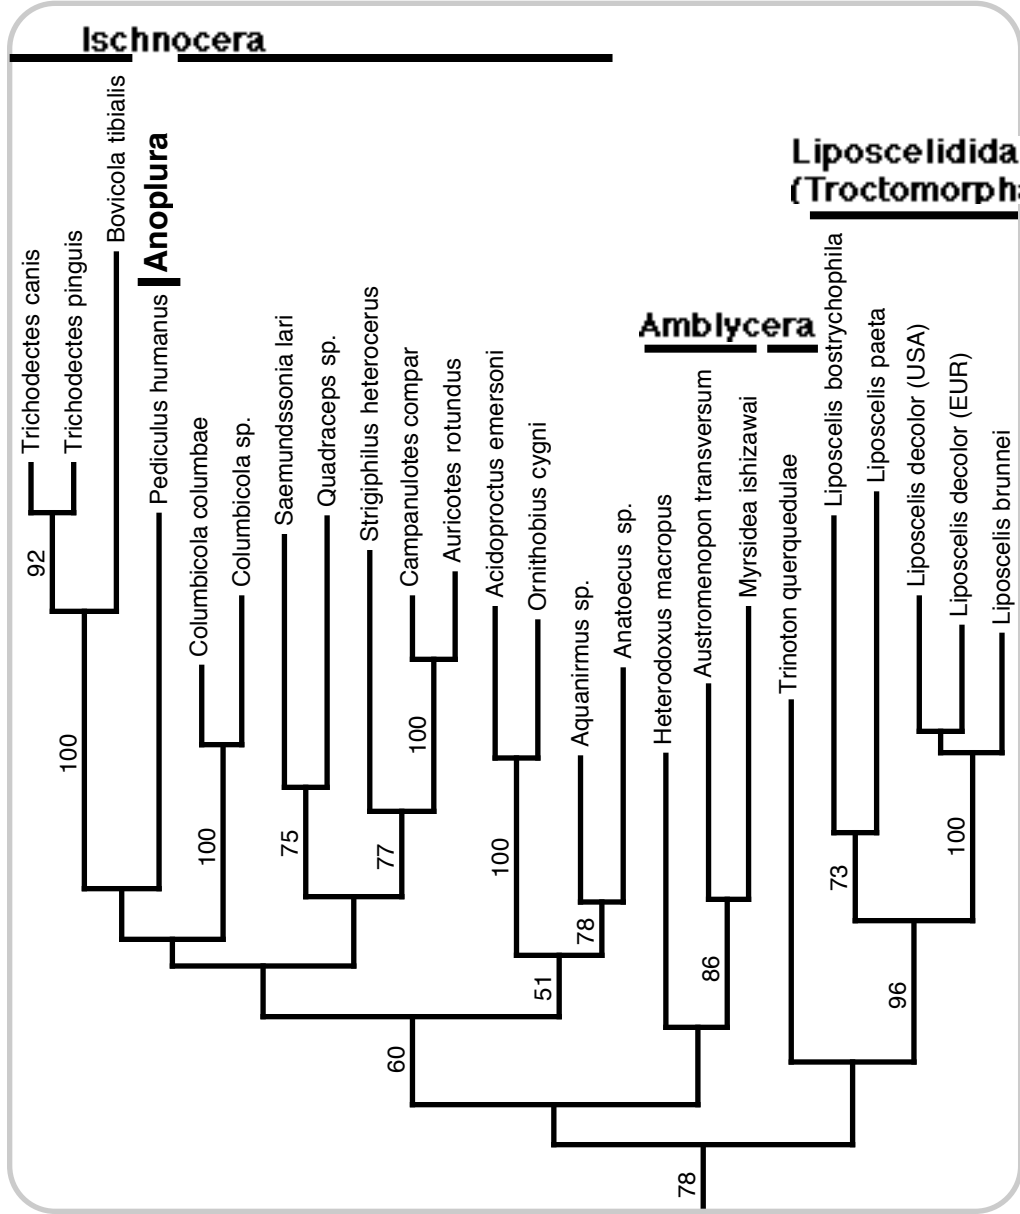 Ischnocera
Anoplura
Liposcelidida
(Troctomorph
Amblycera
Trichodectes canis
Trichodectes pinguis
Bovicola tibialis
Pediculus humanus
Columbicola columbae
Columbicola sp.
Saemundssonia lari
Quadraceps sp.
Strigiphilus heterocerus
Campanulotes compar
Auricotes rotundus
Acidoproctus emersoni
Ornithobius cygni
Aquanirmus sp.
Anatoecus sp.
Heterodoxus macropus
Austromenopon transversum
Myrsidea ishizawai
Trinoton querquedulae
Liposcelis bostrychophila
Liposcelis paeta
Liposcelis decolor (USA)
Liposcelis decolor (EUR)
Liposcelis brunnei
92
100
100
75
77
100
100
78
51
60
86
73
100
96
78